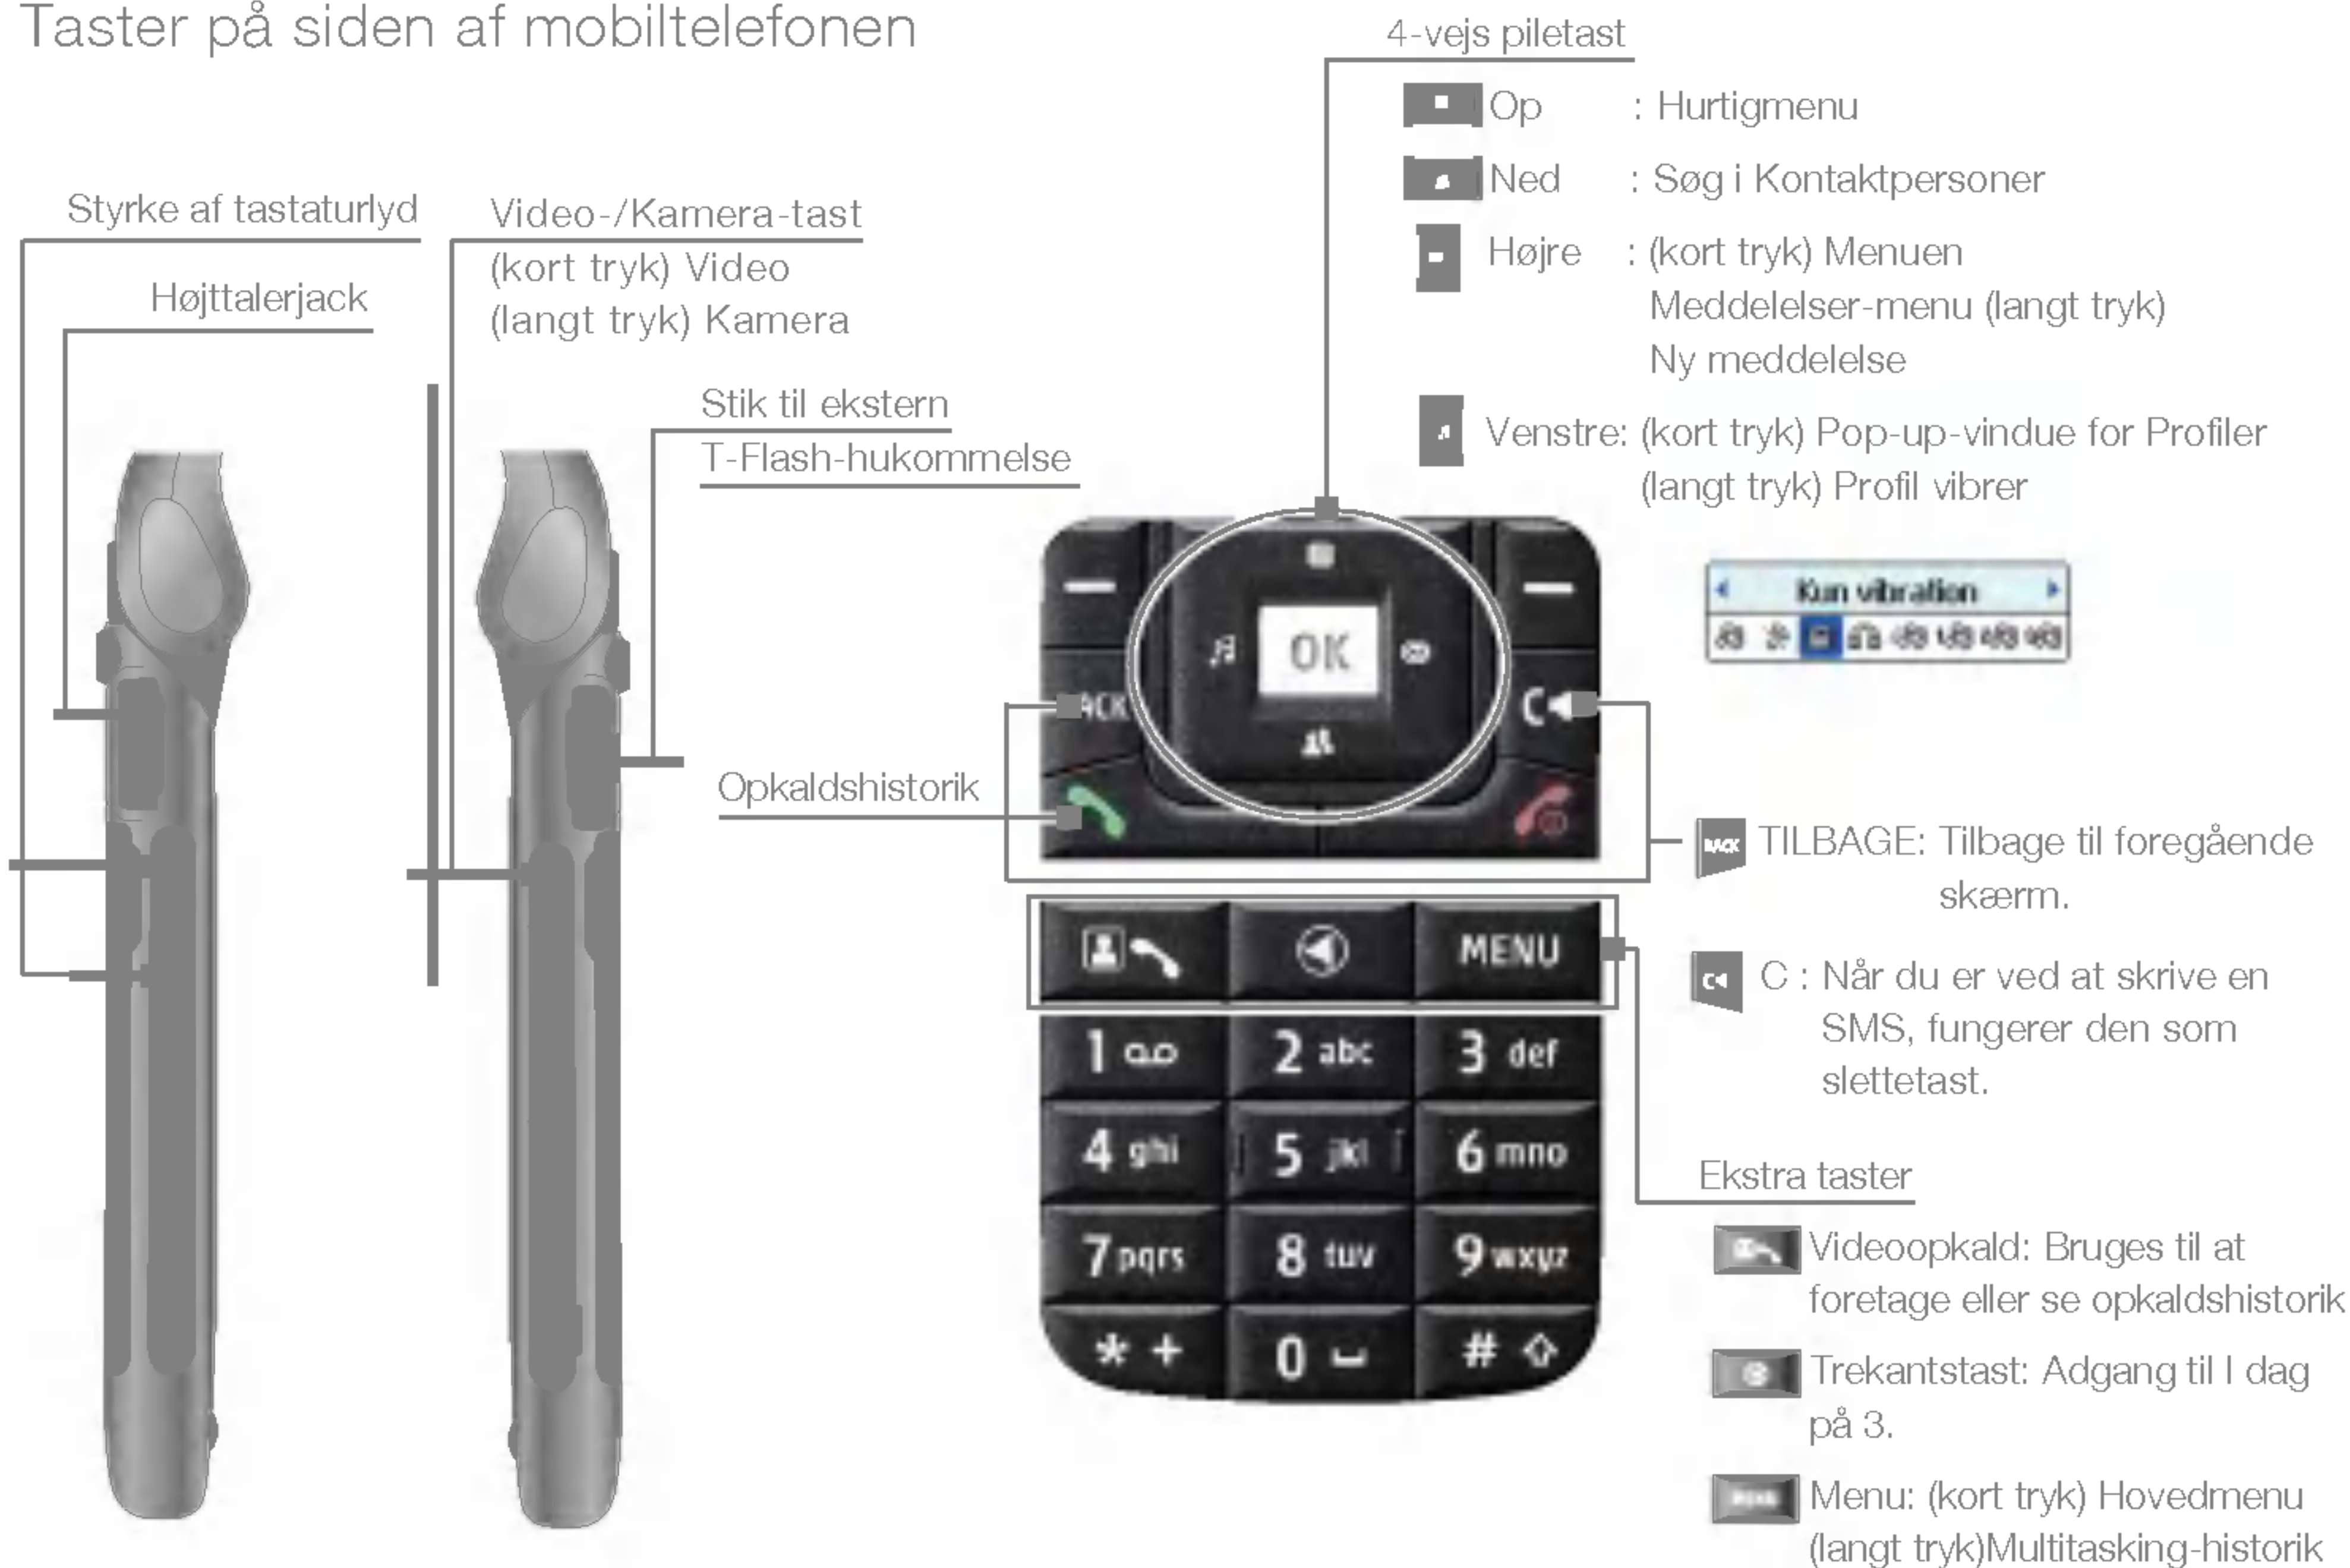 Taster på siden af mobiltelefonen
Styrke af tastaturlyd
Højttalerjack
Video-/Kamera-tast
(kort tryk) Video
(langt tryk) Kamera
Stik til ekstern
T-Flash-hukommelse
4-vejs piletast
Op : Hurtigmenu
Ned : Søg i Kontaktpersoner
Højre : (kort tryk) Menuen
Meddelelser-menu (langt tryk)
Ny meddelelse
Venstre: (kort tryk) Pop-up-vindue for Profiler
(langt tryk) Profil vibrer
Kun vibration
OK
ACK
C
Opkaldshistorik
MENU
1
2 abc
3 def
4 ghi
5 jkl
6 mno
7 pqrs
8 tuv
9 wxyz
* +
0
#
BACK TILBAGE: Tilbage til foregående
skærm.
C C : Når du er ved at skrive en
SMS, fungerer den som
slettetast.
Ekstra taster
Videoopkald: Bruges til at
foretage eller se opkaldshistorik
Trekantstast: Adgang til I dag
på 3.
Menu: (kort tryk) Hovedmenu
(langt tryk)Multitasking-historik